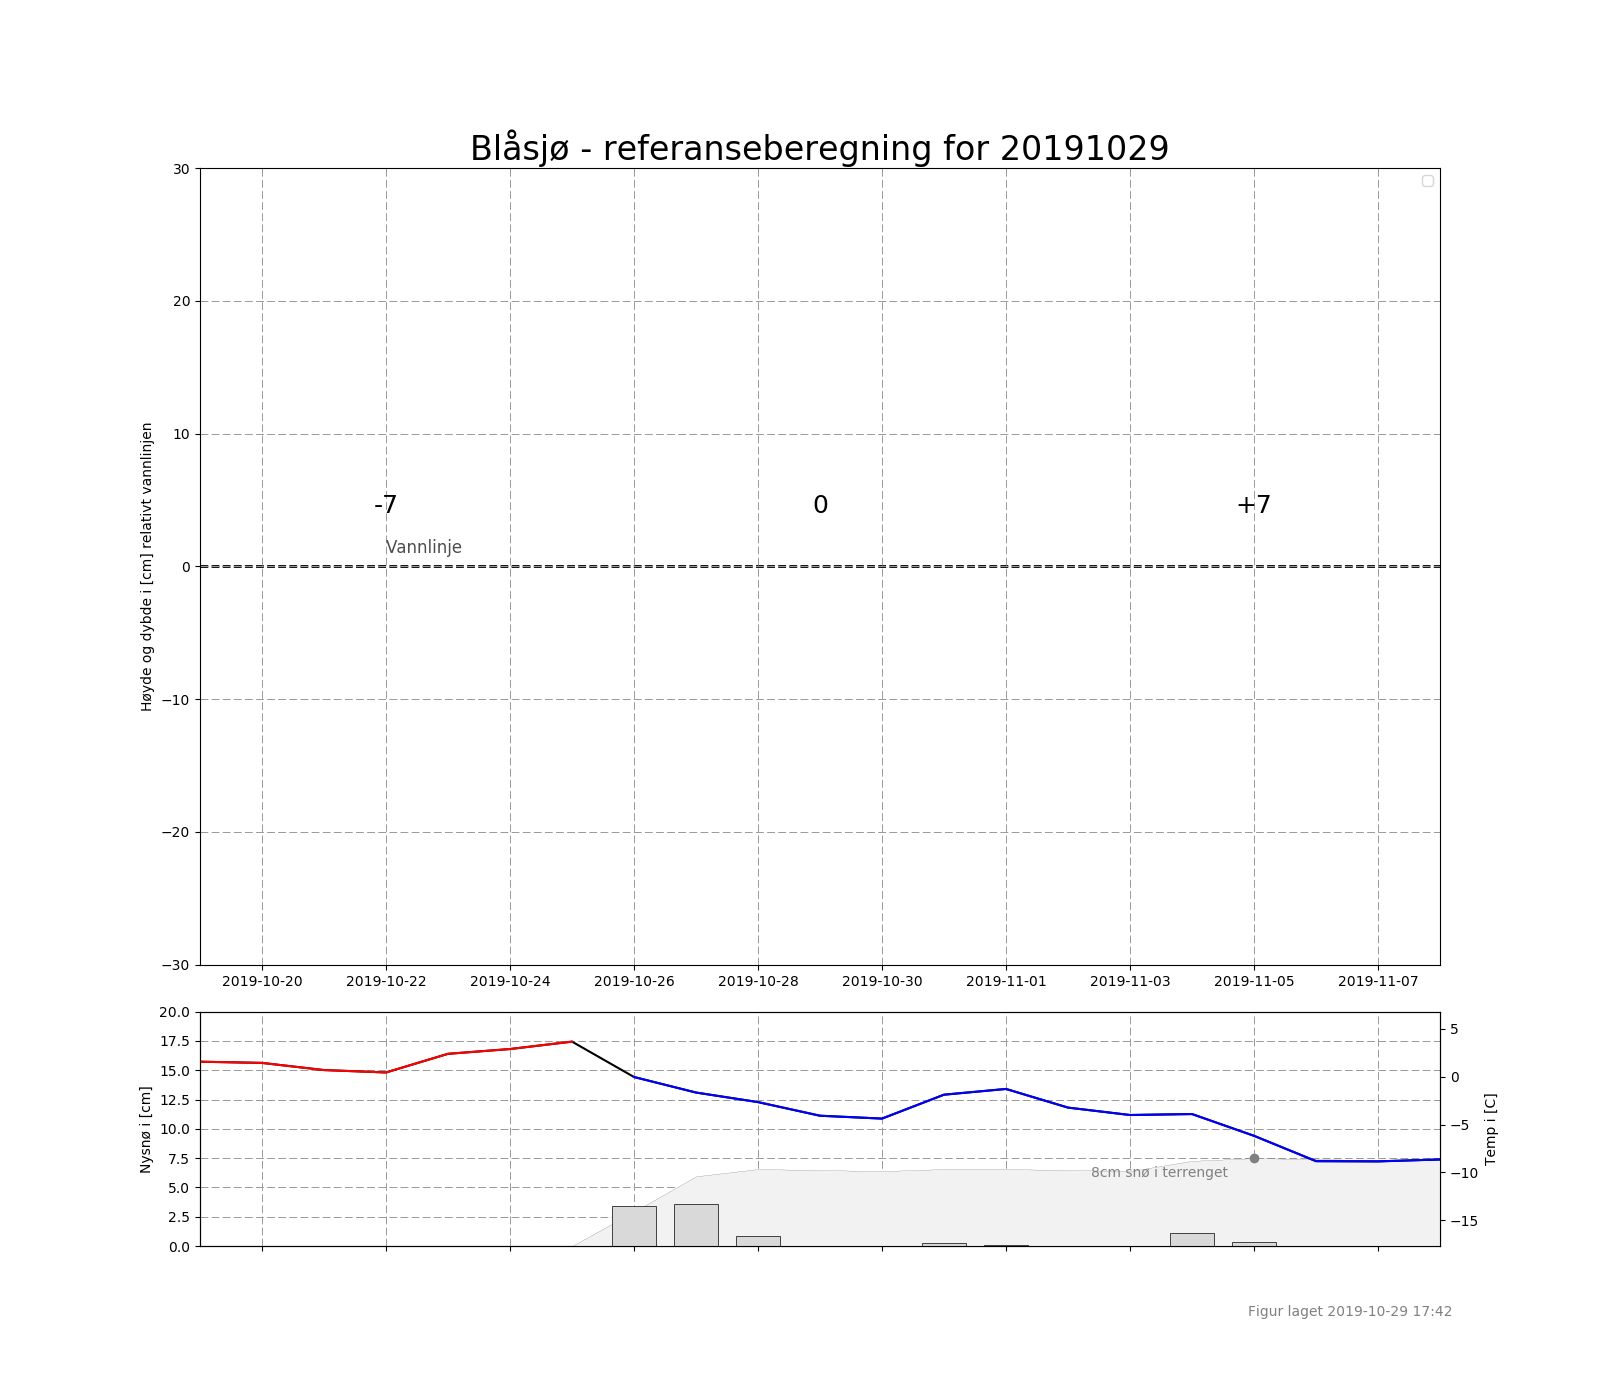 Blåsjø - referanseberegning for 20191029
30
20
10
0
−10
−20
−30
Høyde og dybde i [cm] relativt vannlinjen
-7 0 +7
Vannlinje
2019-10-20 2019-10-22 2019-10-24 2019-10-26 2019-10-28 2019-10-30 2019-11-01 2019-11-03 2019-11-05 2019-11-07
20.0
17.5
15.0
12.5
10.0
7.5
5.0
2.5
0.0
Nysnø i [cm]
8cm snø i terrenget
5
0
−5
−10
−15
Temp i [C]
Figur laget 2019-10-29 17:42